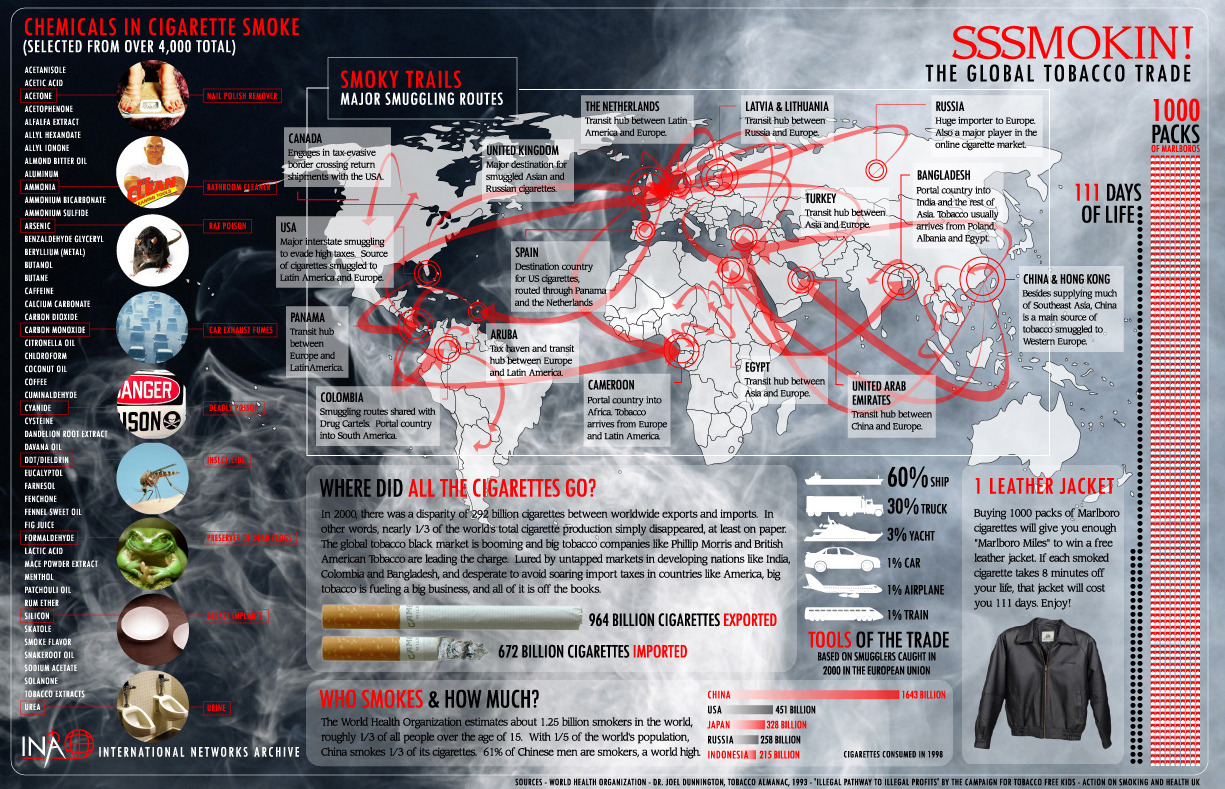 CHEMICALS IN CIGARETTE SMOKE
(SELECTED FROM OVER 4,000 TOTAL)
ACETANISOLE
ACETIC ACID
ACETONE
ACETOPHENONE
ALFALFA EXTRACT
ALLYL HEXANOATE
ALLYL IONONE
ALMOND BITTER OIL
ALUMINUM
AMMONIA
AMMONIUM BICARBONATE
AMMONIUM SULFIDE
ARSENIC
BENZALDEHYDE GLYCERYL
BERYLLIUM (METAL)
BUTANOL
BUTANE
CAFFEINE
CALCIUM CARBONATE
CARBON DIOXIDE
CARBON MONOXIDE
CITRONELLA OIL
CHLOROFORM
COCONUT OIL
COFFEE
CUMINALDEHYDE
CYANIDE
CYSTEINE
DANDELION ROOT EXTRACT
DAVANA OIL
DDT/DIELDRIN
EUCALYPTOL
FARNESOL
FENCHONE
FENNEL SWEET OIL
FIG JUICE
FORMALDEHYDE
LACTIC ACID
MACE POWDER EXTRACT
MENTHOL
PATCHOULI OIL
RUM ETHER
SILICON
SKATOLE
SMOKE FLAVOR
SNAKEROOT OIL
SODIUM ACETATE
SOLANONE
TOBACCO EXTRACTS
UREA
NAIL POLISH REMOVER
CLEAN
BATHROOM CLEANER
RAT POISON
CAR EXHAUST FUMES
ANGER
ISON
DEADLY POISON
PRESERVER OF DEAD FROGS
BREAST IMPLANTS
URINE
INA
INTERNATIONAL NETWORKS ARCHIVE
SMOKY TRAILS
MAJOR SMUGGLING ROUTES
CANADA
Engages in tax-evasive
border crossing return
shipments with the USA.
USA
Major interstate smuggling
to evade high taxes. Source
of cigarettes smuggled to
Latin America and Europe.
PANAMA
Transit hub
between
Europe and
LatinAmerica.
COLOMBIA
Smuggling routes shared with
Drug Cartels. Portal country
into South America.
UNITED KINGDOM
Major destination for
smuggled Asian and
Russian cigarettes.
THE NETHERLANDS
Transit hub between Latin
America and Europe.
SPAIN
Destination country
for US cigarettes,
routed through Panama
and the Netherlands
ARUBA
Tax haven and transit
hub between Europe
and Latin America.
CAMEROON
Portal country into
Africa. Tobacco
arrives from Europe
and Latin America.
LATVIA & LITHUANIA
Transit hub between
Russia and Europe.
RUSSIA
Huge importer to Europe.
Also a major player in the
online cigarette market.
TURKEY
Transit hub between
Asia and Europe.
BANGLADESH
Portal country into
India and the rest of
Asia. Tobacco usually
arrives from Poland,
Albania and Egypt.
EGYPT
Transit hub between
Asia and Europe.
UNITED ARAB
EMIRATES
Transit hub between
China and Europe.
CHINA & HONG KONG
Besides supplying much
of Southeast Asia, China
is a main source of
tobacco smuggled to
Western Europe.
SSSMOKIN!
THE GLOBAL TOBACCO TRADE
1000
PACKS
OF MARLBOROS
111 DAYS
OF LIFE
WHERE DID ALL THE CIGARETTES GO?
In 2000, there was a disparity of 292 billion cigarettes between worldwide exports and imports. In
other words, nearly 1/3 of the world's total cigarette production simply disappeared, at least on paper.
The global tobacco black market is booming and big tobacco companies like Phillip Morris and British
American Tobacco are leading the charge. Lured by untapped markets in developing nations like India,
Colombia and Bangladesh, and desperate to avoid soaring import taxes in countries like America, big
tobacco is fueling a big business, and all of it is off the books.
CAMEL
964 BILLION CIGARETTES EXPORTED
CAMEL
672 BILLION CIGARETTES IMPORTED
60% SHIP
30% TRUCK
3% YACHT
1% CAR
1% AIRPLANE
1% TRAIN
TOOLS OF THE TRADE
BASED ON SMUGGLERS CAUGHT IN
2000 IN THE EUROPEAN UNION
1 LEATHER JACKET
Buying 1000 packs of Marlboro
cigarettes will give you enough
"Marlboro Miles" to win a free
leather jacket. If each smoked
cigarette takes 8 minutes off
your life, that jacket will cost
you 111 days. Enjoy!
WHO SMOKES & HOW MUCH?
The World Health Organization estimates about 1.25 billion smokers in the world,
roughly 1/3 of all people over the age of 15. With 1/5 of the world's population,
China smokes 1/3 of its cigarettes. 61% of Chinese men are smokers, a world high.
CHINA 1643 BILLION
USA 451 BILLION
JAPAN 328 BILLION
RUSSIA 258 BILLION
INDONESIA 215 BILLION
CIGARETTES CONSUMED IN 1998
SOURCES - WORLD HEALTH ORGANIZATION - DR. JOEL DUNNINGTON, TOBACCO ALMANAC, 1993 - "ILLEGAL PATHWAY TO ILLEGAL PROFITS" BY THE CAMPAIGN FOR TOBACCO FREE KIDS - ACTION ON SMOKING AND HEALTH UK